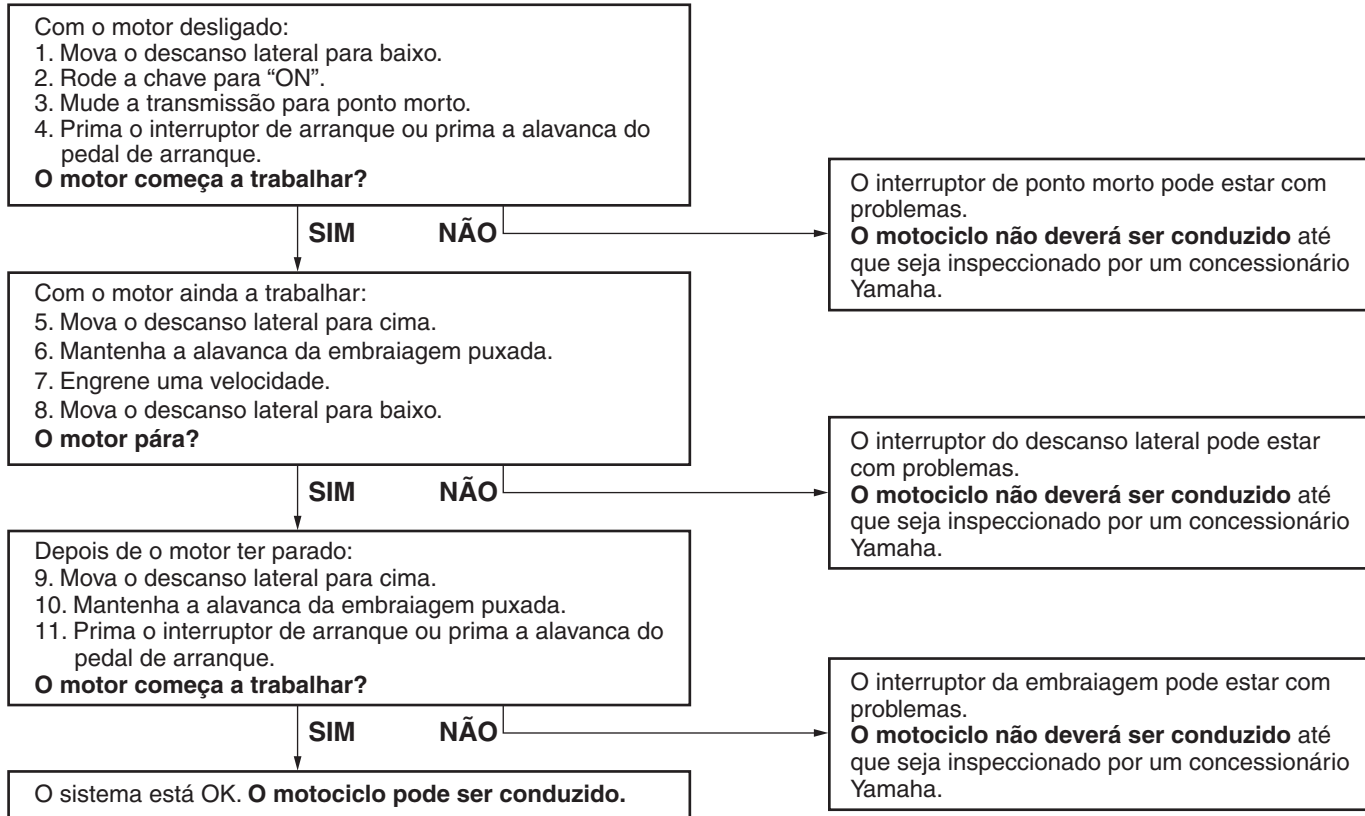 Com o motor desligado:
1. Mova o descanso lateral para baixo.
2. Rode a chave para “ON”.
3. Mude a transmissão para ponto morto.
4. Prima o interruptor de arranque ou prima a alavanca do
pedal de arranque.
O motor começa a trabalhar?
SIM NÃO
O interruptor de ponto morto pode estar com
problemas.
O motociclo não deverá ser conduzido até
que seja inspeccionado por um concessionário
Yamaha.
Com o motor ainda a trabalhar:
5. Mova o descanso lateral para cima.
6. Mantenha a alavanca da embraiagem puxada.
7. Engrene uma velocidade.
8. Mova o descanso lateral para baixo.
O motor pára?
SIM NÃO
O interruptor do descanso lateral pode estar
com problemas.
O motociclo não deverá ser conduzido até
que seja inspeccionado por um concessionário
Yamaha.
Depois de o motor ter parado:
9. Mova o descanso lateral para cima.
10. Mantenha a alavanca da embraiagem puxada.
11. Prima o interruptor de arranque ou prima a alavanca do
pedal de arranque.
O motor começa a trabalhar?
SIM NÃO
O interruptor da embraiagem pode estar com
problemas.
O motociclo não deverá ser conduzido até
que seja inspeccionado por um concessionário
Yamaha.
O sistema está OK. O motociclo pode ser conduzido.